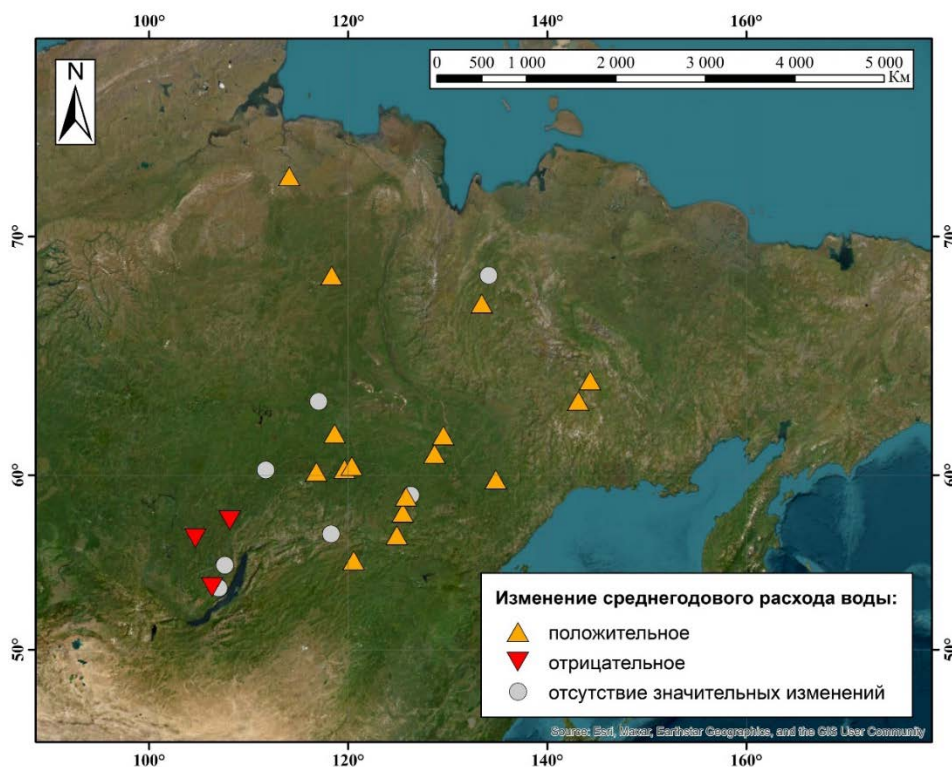 100° 120° 140° 160°
N
0 500 1 000 2 000 3 000 4 000 5 000
Км
70° 70°
60° 60°
50° 50°
Изменение среднегодового расхода воды:
положительное
отрицательное
отсутствие значительных изменений
Source: Esri, Maxar, Earthstar Geographics, and the GIS User Community
100° 120° 140° 160°